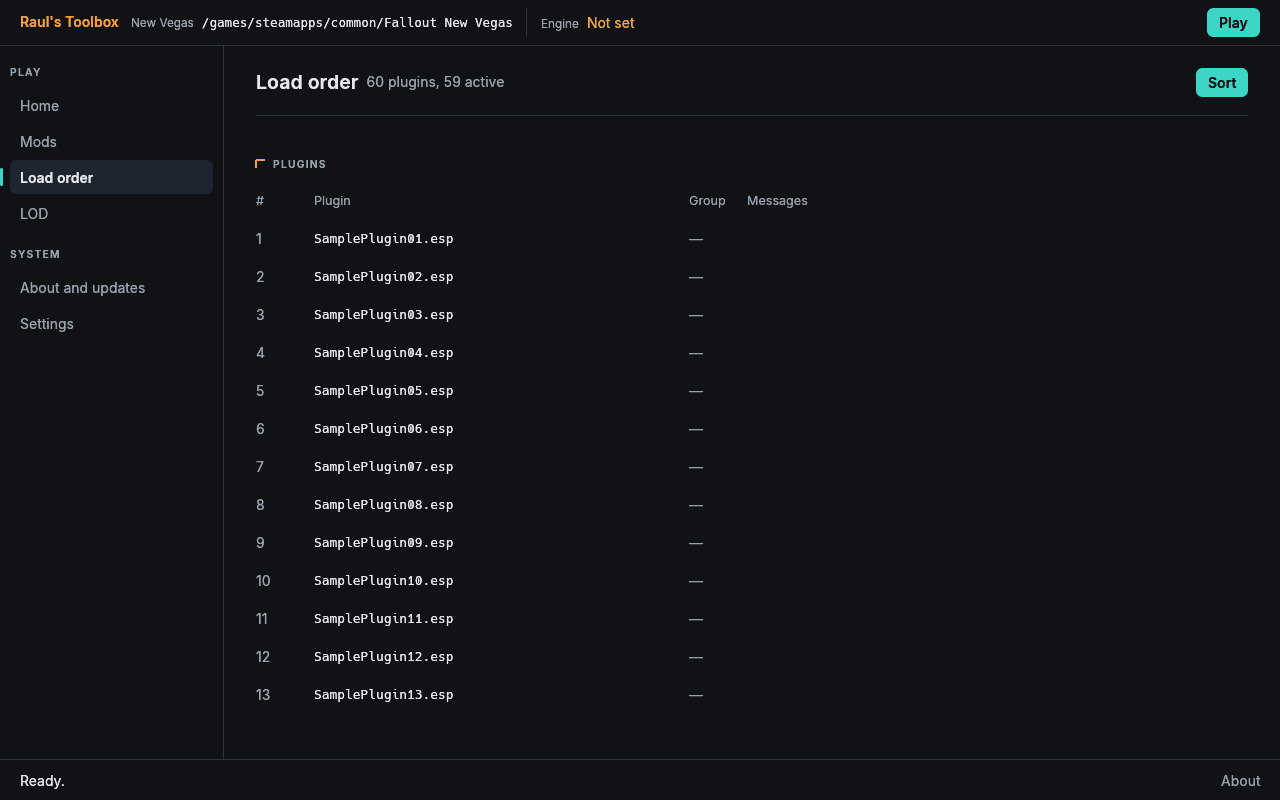 Raul's Toolbox New Vegas /games/steamapps/common/Fallout New Vegas Engine Not set Play
PLAY
Home
Mods
Load order
LOD
SYSTEM
About and updates
Settings
Load order 60 plugins, 59 active Sort
PLUGINS
# Plugin Group Messages
1 SamplePlugin01.esp —
2 SamplePlugin02.esp —
3 SamplePlugin03.esp —
4 SamplePlugin04.esp —
5 SamplePlugin05.esp —
6 SamplePlugin06.esp —
7 SamplePlugin07.esp —
8 SamplePlugin08.esp —
9 SamplePlugin09.esp —
10 SamplePlugin10.esp —
11 SamplePlugin11.esp —
12 SamplePlugin12.esp —
13 SamplePlugin13.esp —
Ready. About